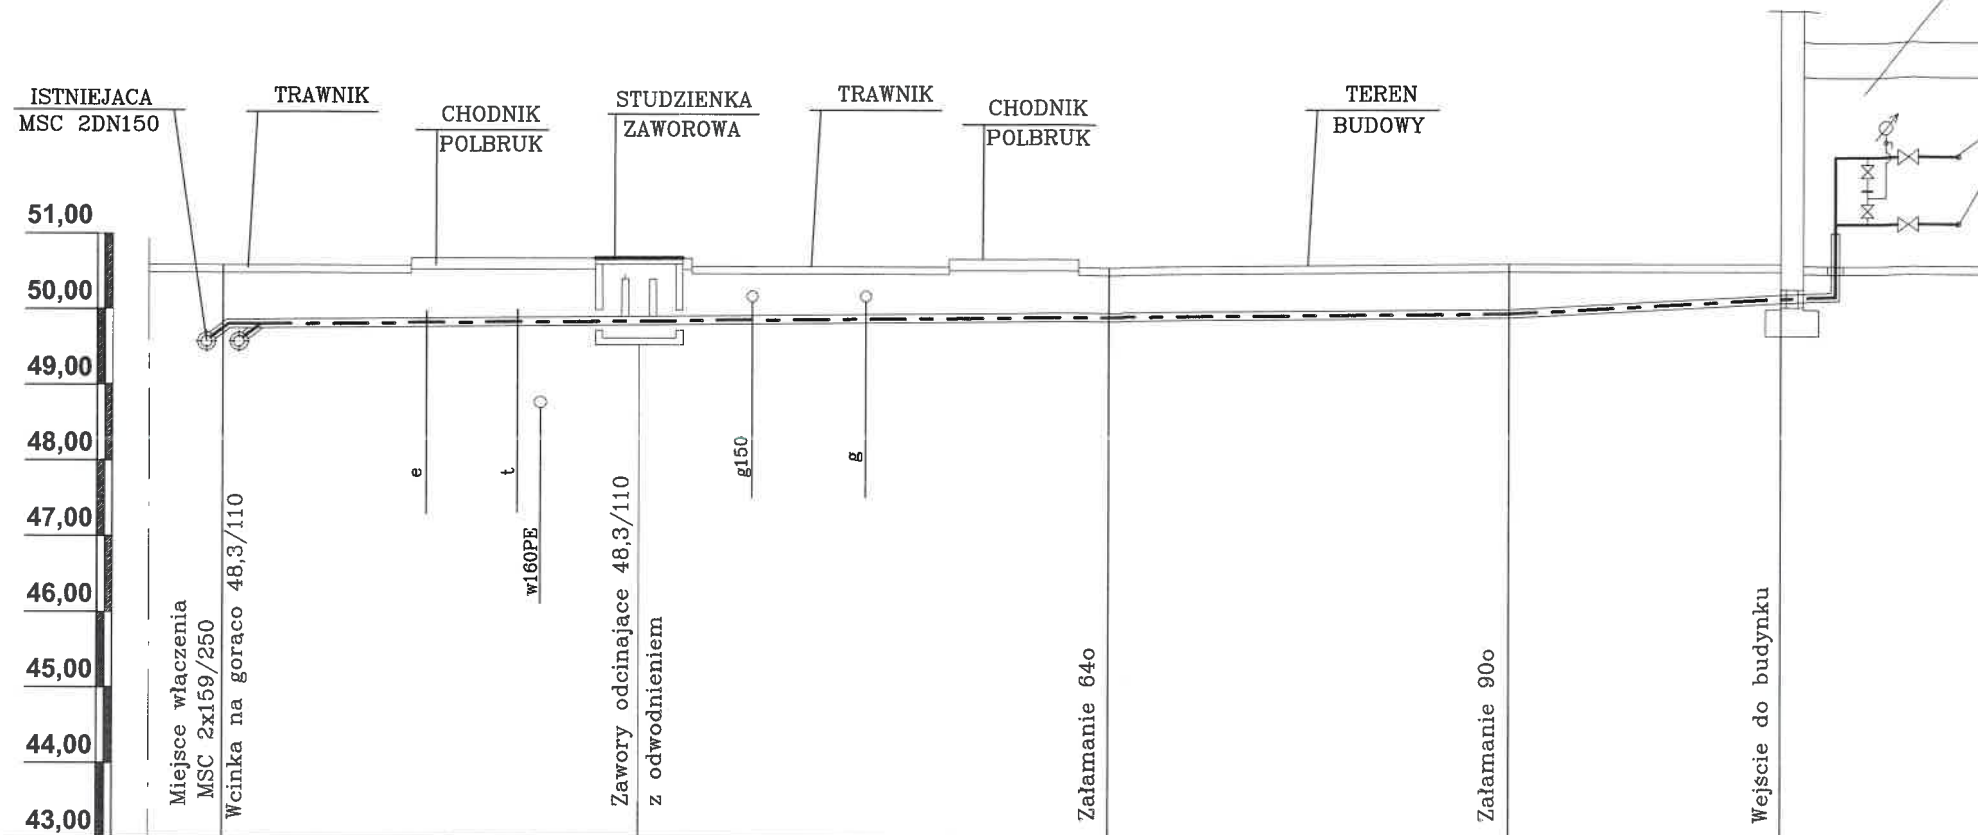 ISTNIEJACA
MSC 2DN150
TRAWNIK
CHODNIK
POLBRUK
STUDZIENKA
ZAWOROWA
TRAWNIK
CHODNIK
POLBRUK
TEREN
BUDOWY
51,00
50,00
49,00
48,00
47,00
46,00
45,00
44,00
43,00
Miejsce włączenia
MSC 2x159/250
Wcinka na gorąco 48,3/110
e
t
w160PE
Zawory odcinające 48,3/110
z odwodnieniem
g150
g
Załamanie 64o
Załamanie 90o
Wejście do budynku